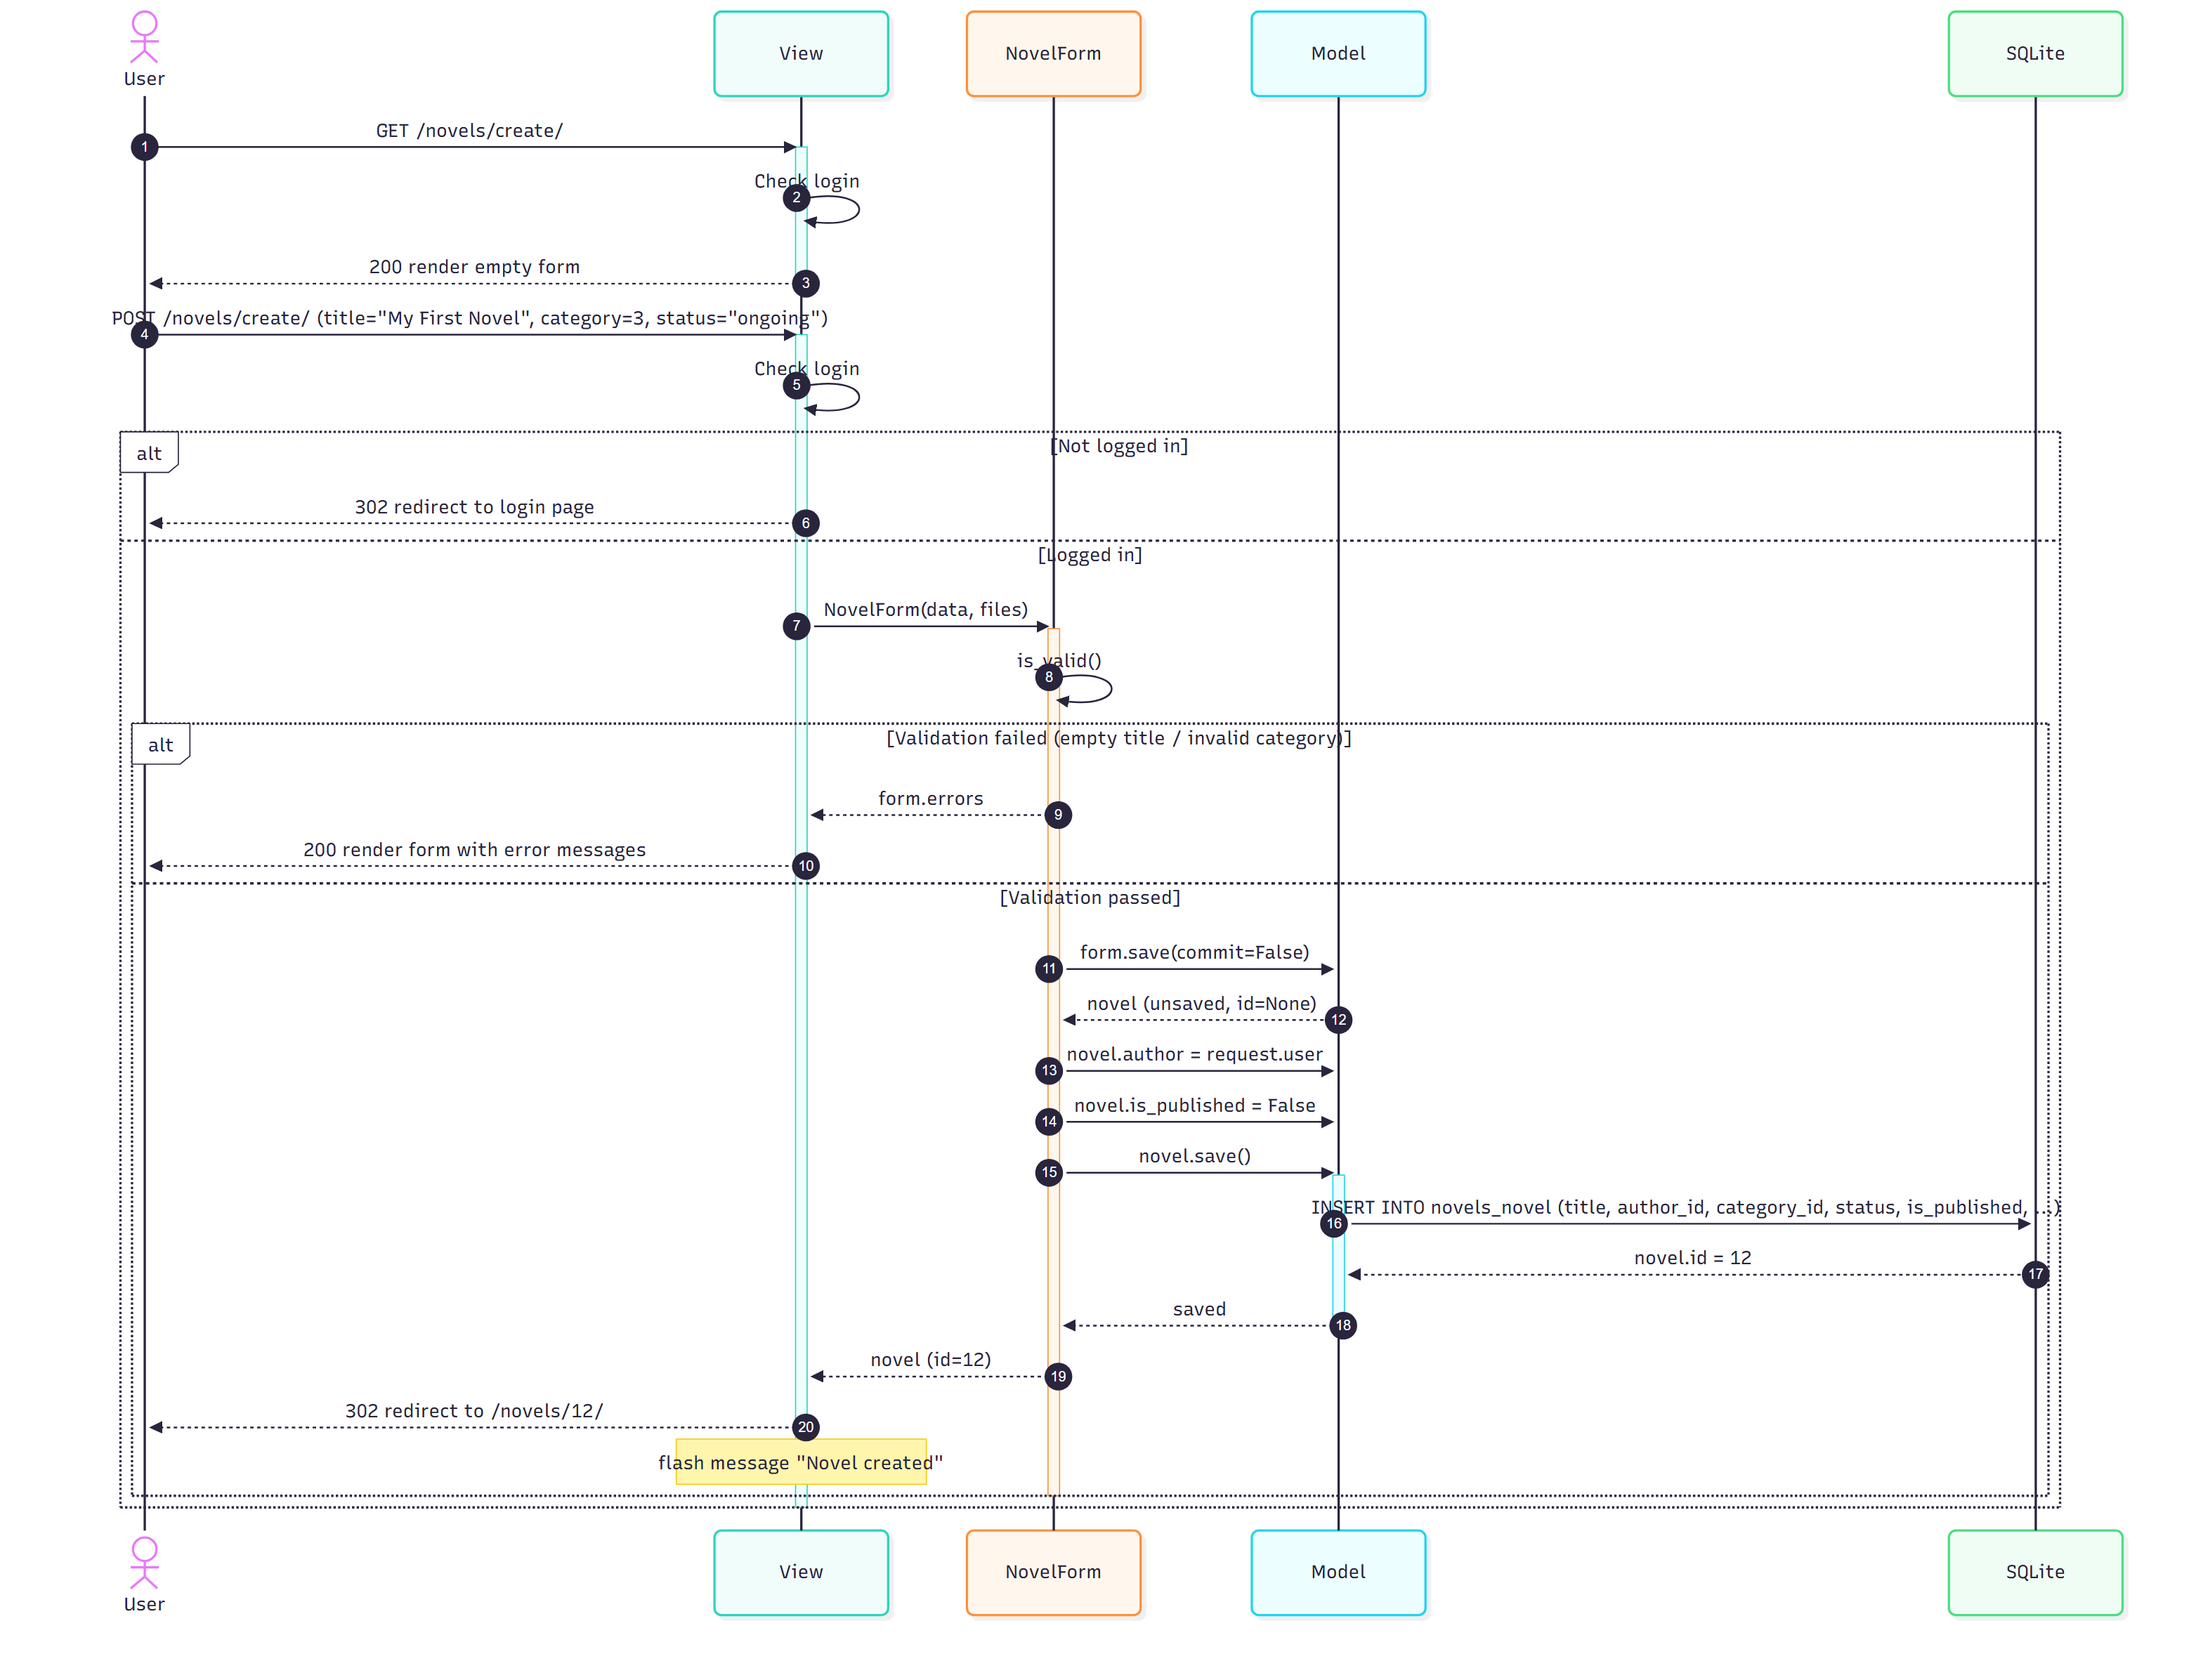 User
View
NovelForm
Model
SQLite
GET /novels/create/
1
Check login
2
200 render empty form
3
POST /novels/create/ (title="My First Novel", category=3, status="ongoing")
4
Check login
5
alt
[Not logged in]
302 redirect to login page
6
[Logged in]
NovelForm(data, files)
7
is_valid()
8
alt
[Validation failed (empty title / invalid category)]
form.errors
9
200 render form with error messages
10
[Validation passed]
form.save(commit=False)
11
novel (unsaved, id=None)
12
novel.author = request.user
13
novel.is_published = False
14
novel.save()
15
INSERT INTO novels_novel (title, author_id, category_id, status, is_published, ...)
16
novel.id = 12
17
saved
18
novel (id=12)
19
302 redirect to /novels/12/
20
flash message "Novel created"
User
View
NovelForm
Model
SQLite